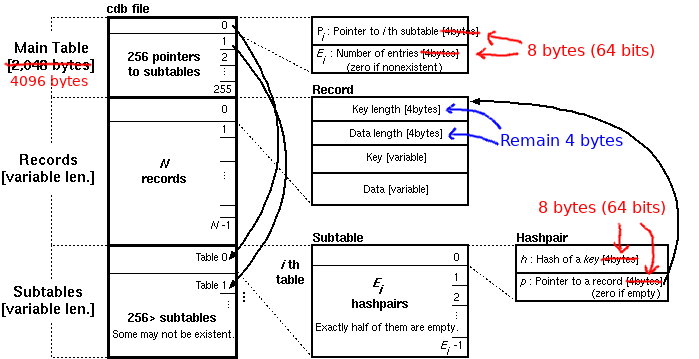 cdb file
Main Table
[2,048 bytes]
4096 bytes
0
1
2
256 pointers
to subtables
255
Pi : Pointer to i th subtable [4bytes]
Ei : Number of entries [4bytes]
(zero if nonexistent)
8 bytes (64 bits)
Records
[variable len.]
0
1
N
records
N -1
Record
Key length [4bytes]
Data length [4bytes]
Key [variable]
Data [variable]
Remain 4 bytes
Subtables
[variable len.]
Table 0
Table 1
256> subtables
Some may not be existent.
i th
table
Subtable
0
1
2
Ei
hashpairs
Exactly half of them are empty.
Ei -1
8 bytes (64 bits)
Hashpair
h : Hash of a key [4bytes]
p : Pointer to a record [4bytes]
(zero if empty)